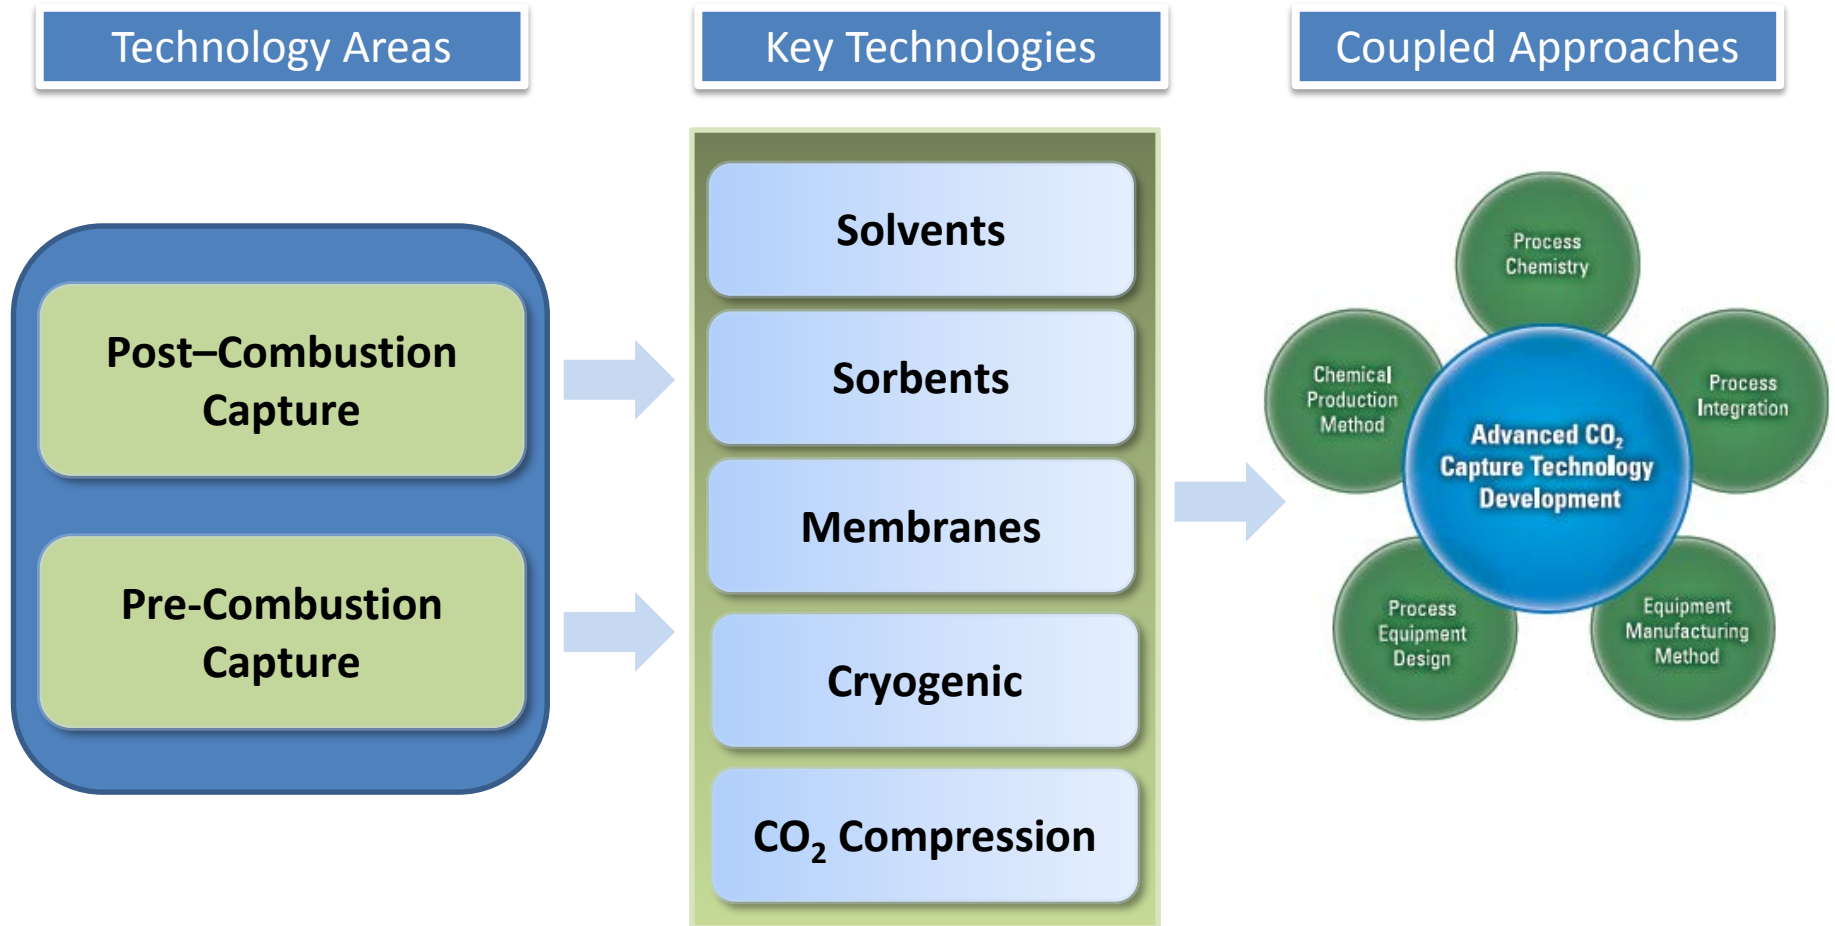 Technology Areas
Key Technologies
Coupled Approaches
Post–Combustion
Capture
Pre-Combustion
Capture
Solvents
Sorbents
Membranes
Cryogenic
CO₂ Compression
Process
Chemistry
Chemical
Production
Method
Process
Integration
Advanced CO₂
Capture Technology
Development
Process
Equipment
Design
Equipment
Manufacturing
Method